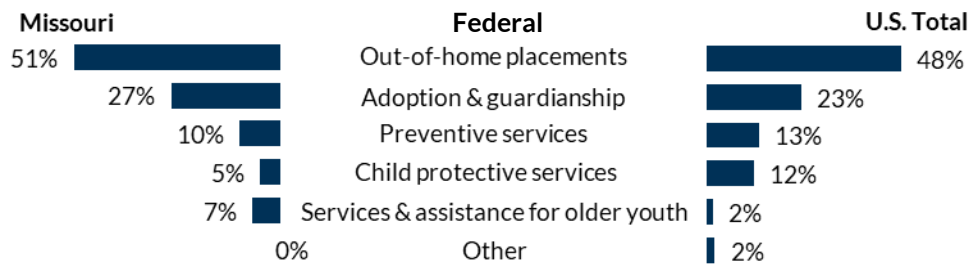 Missouri Federal U.S. Total
51% Out-of-home placements 48%
27% Adoption & guardianship 23%
10% Preventive services 13%
5% Child protective services 12%
7% Services & assistance for older youth 2%
0% Other 2%